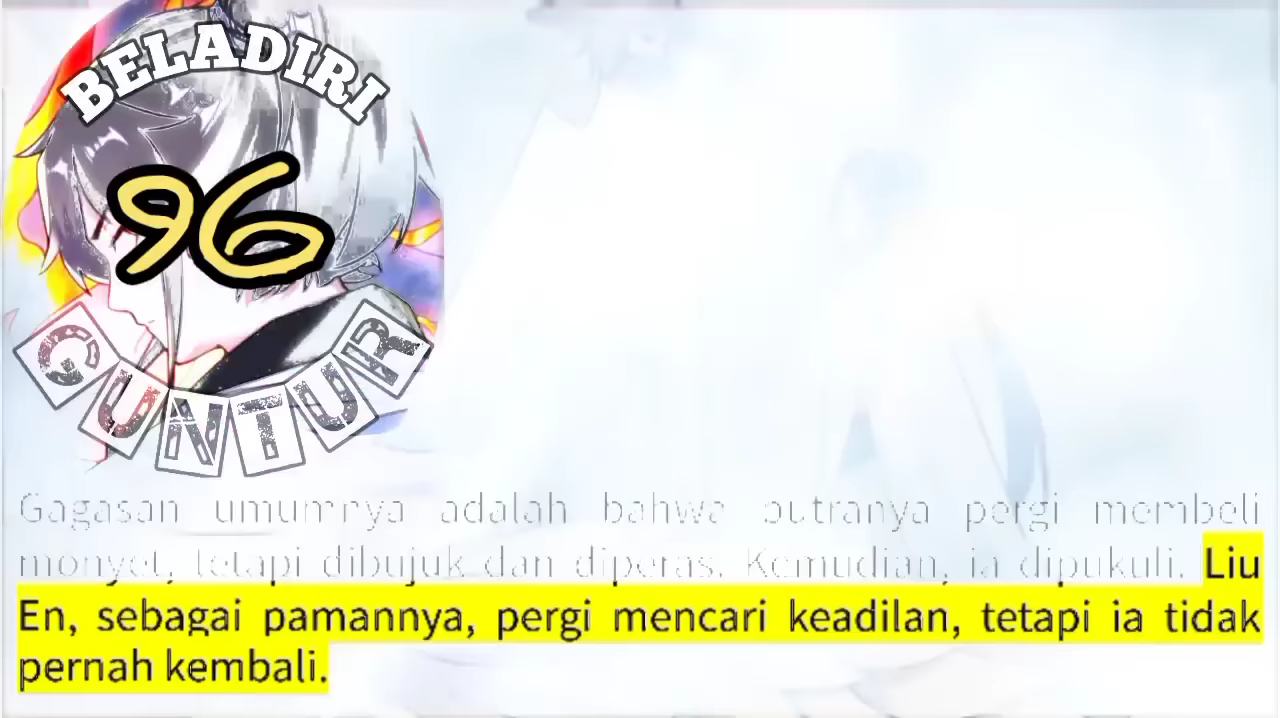 BELADIRI
96
GUNTUR
Gagasan umumnya adalah bahwa putranya pergi membeli
monyet, tetapi dibujuk dan diperas. Kemudian, ia dipukuli. Liu
En, sebagai pamannya, pergi mencari keadilan, tetapi ia tidak
pernah kembali.